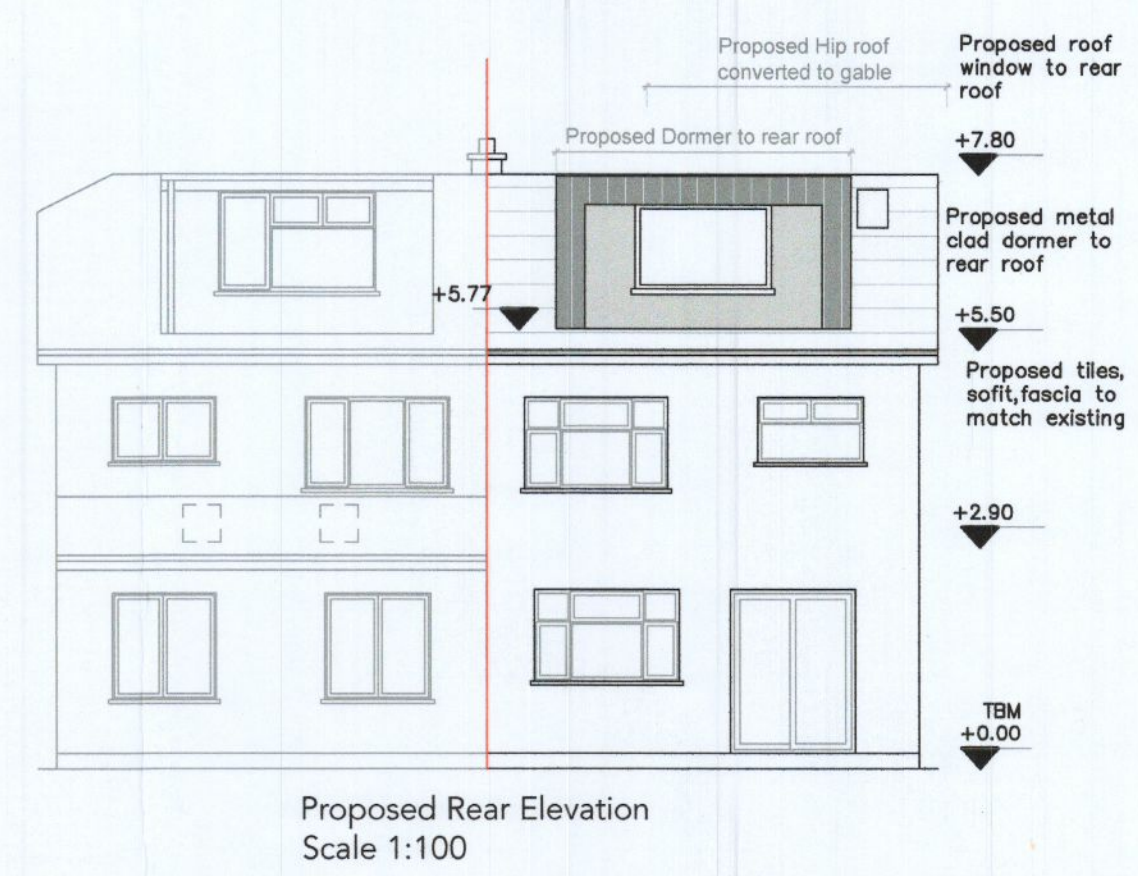 Proposed Hip roof
converted to gable
Proposed roof
window to rear
roof
Proposed Dormer to rear roof
+7.80
Proposed metal
clad dormer to
rear roof
+5.77
+5.50
Proposed tiles,
sofit,fascia to
match existing
+2.90
TBM
+0.00
Proposed Rear Elevation
Scale 1:100